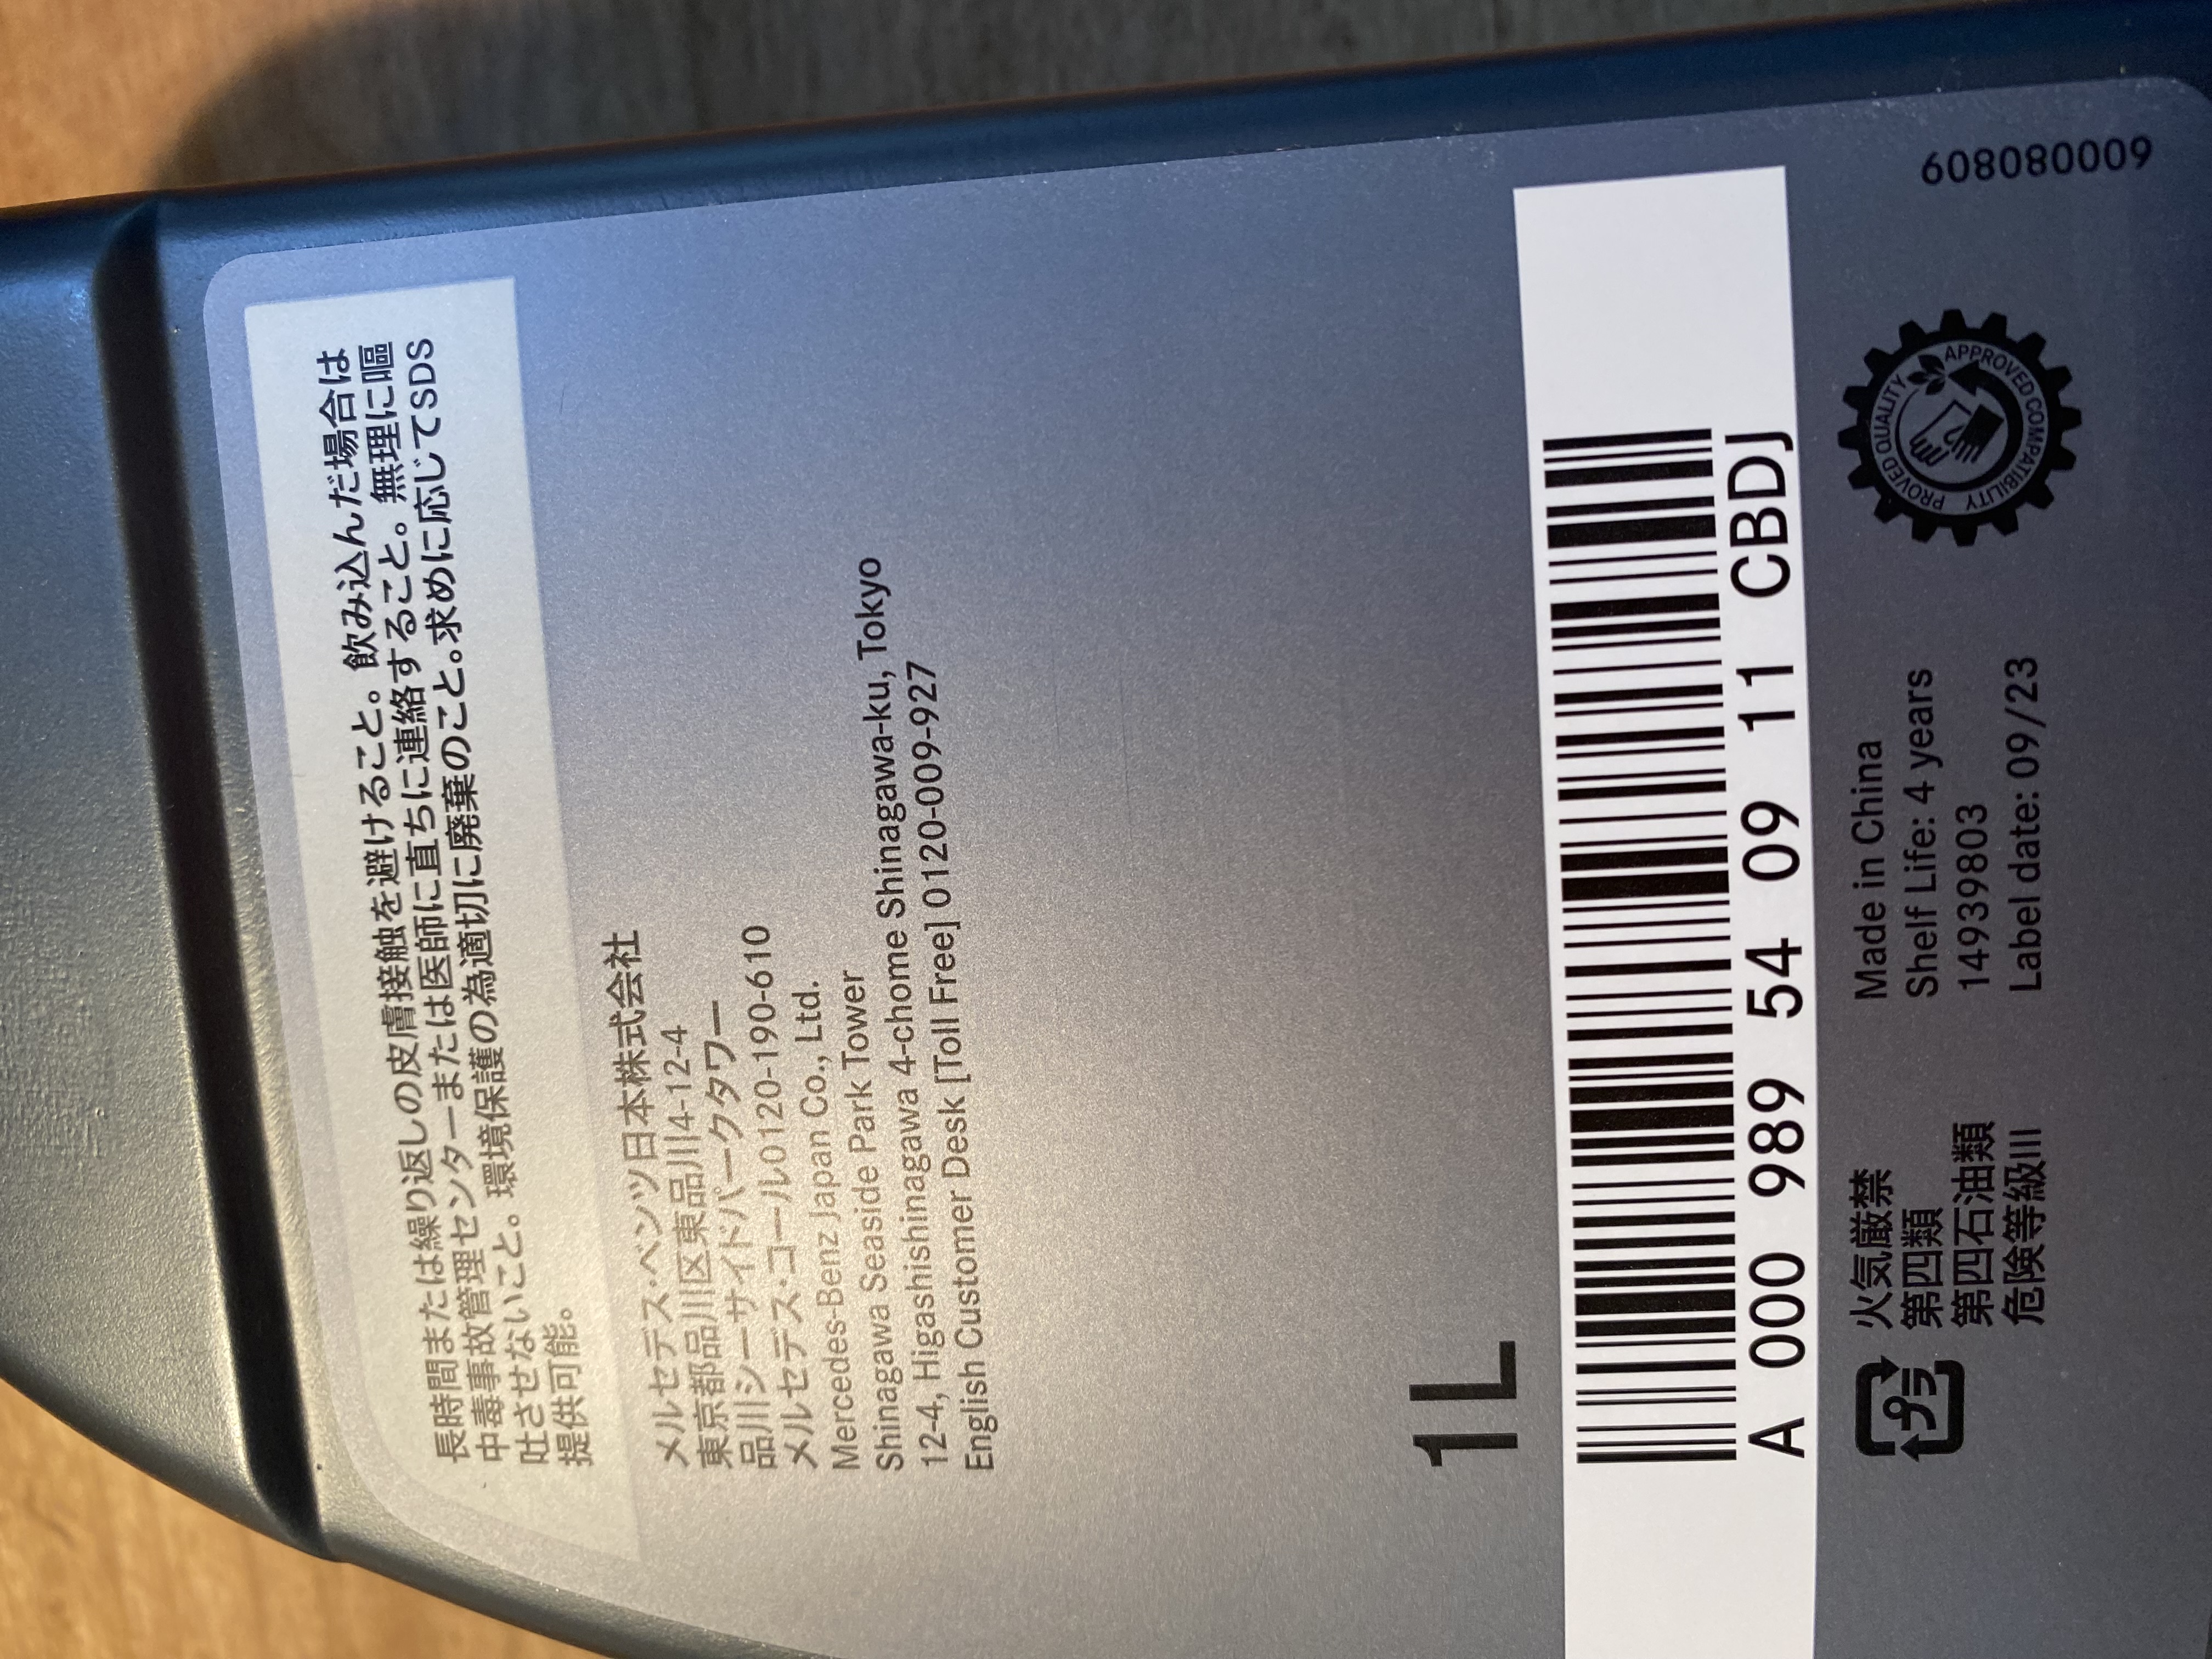 長時間または繰り返しの皮膚接触を避けること。飲み込んだ場合は
中毒事故管理センターまたは医師に直ちに連絡すること。無理に嘔
吐させないこと。環境保護の為適切に廃棄のこと。求めに応じてSDS
提供可能。
メルセデス・ベンツ日本株式会社
東京都品川区東品川4-12-4
品川シーサイドパークタワー
メルセデス・コール0120-190-610
Mercedes-Benz Japan Co., Ltd.
Shinagawa Seaside Park Tower
12-4, Higashishinagawa 4-chome Shinagawa-ku, Tokyo
English Customer Desk [Toll Free] 0120-009-927
1L
A 000 989 54 09 11 CBDJ
プラ
火気厳禁
第四類
第四石油類
危険等級III
Made in China
Shelf Life: 4 years
14939803
Label date: 09/23
PROVED QUALITY
APPROVED COMPATIBILITY
608080009